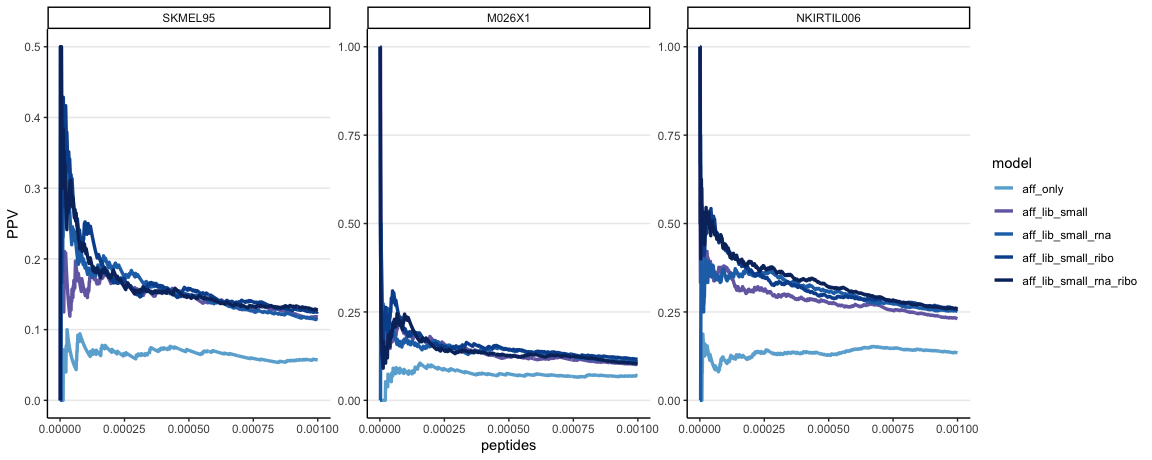 SKMEL95
M026X1
NKIRTIL006
PPV
0.5
0.4
0.3
0.2
0.1
0.0
1.00
0.75
0.50
0.25
0.00
1.00
0.75
0.50
0.25
0.00
0.00000 0.00025 0.00050 0.00075 0.00100
0.00000 0.00025 0.00050 0.00075 0.00100
0.00000 0.00025 0.00050 0.00075 0.00100
peptides
model
aff_only
aff_lib_small
aff_lib_small_rna
aff_lib_small_ribo
aff_lib_small_rna_ribo